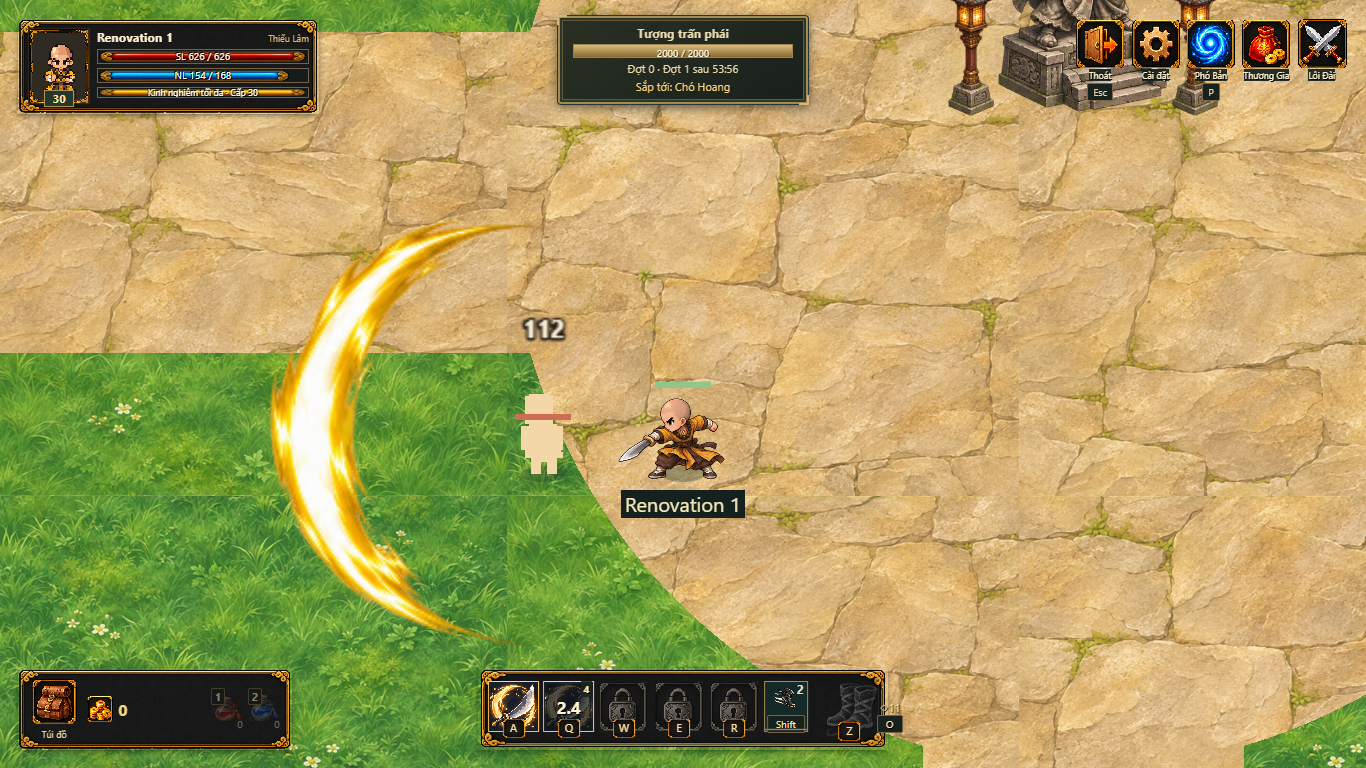 Renovation 1
Thiếu Lâm
SL 626 / 626
NL 154 / 168
Kinh nghiệm tối đa - Cấp 30
30
Tượng trấn phái
2000 / 2000
Đợt 0 · Đợt 1 sau 53:56
Sắp tới: Chó Hoang
Thoát
Cài đặt
Phó Bản
Thương Gia
Lôi Đài
Esc
P
112
Renovation 1
Túi đồ
0
1
0
2
0
A
2.4
4
Q
W
E
R
2
Shift
Z
O